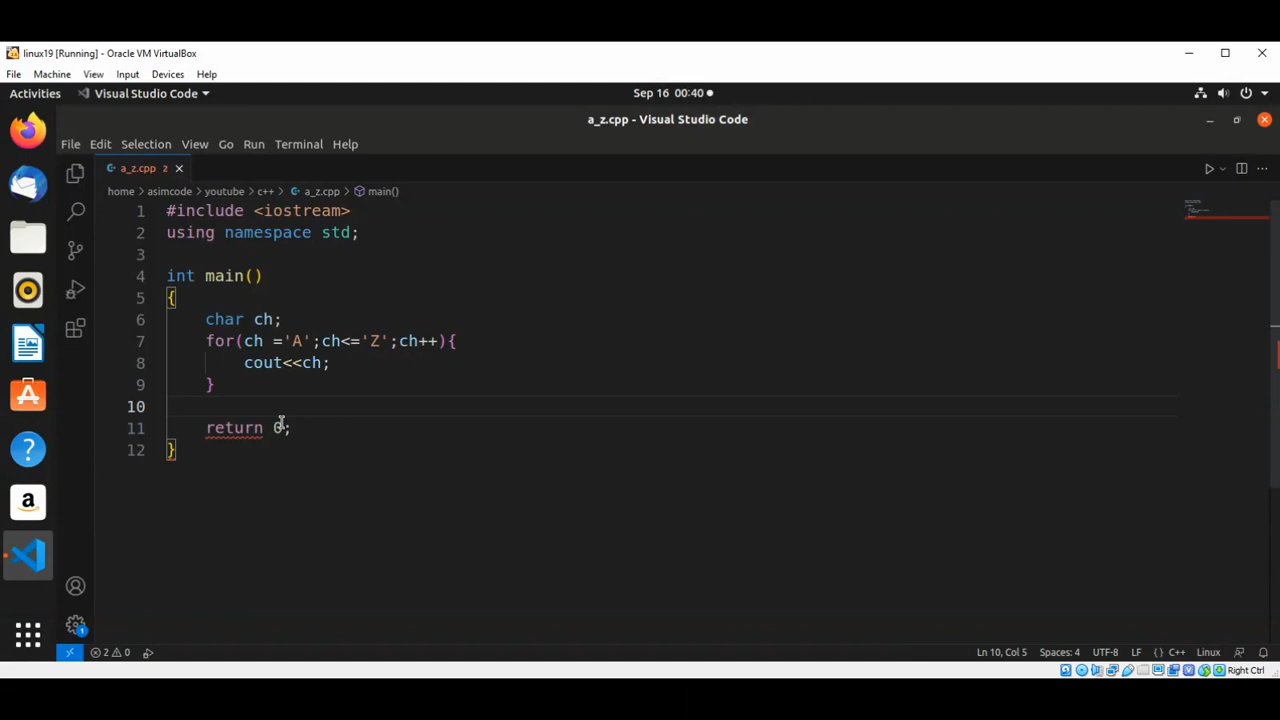 linux19 [Running] - Oracle VM VirtualBox
File Machine View Input Devices Help
Activities Visual Studio Code Sep 16 00:40
a_z.cpp - Visual Studio Code
File Edit Selection View Go Run Terminal Help
a_z.cpp 2
home > asimcode > youtube > c++ > a_z.cpp > main()
1 #include <iostream>
2 using namespace std;
3
4 int main()
5 {
6 char ch;
7 for(ch ='A';ch<='Z';ch++){
8 cout<<ch;
9 }
10
11 return 0;
12 }
1
2 0 Ln 10, Col 5 Spaces: 4 UTF-8 LF {} C++ Linux
Right Ctrl